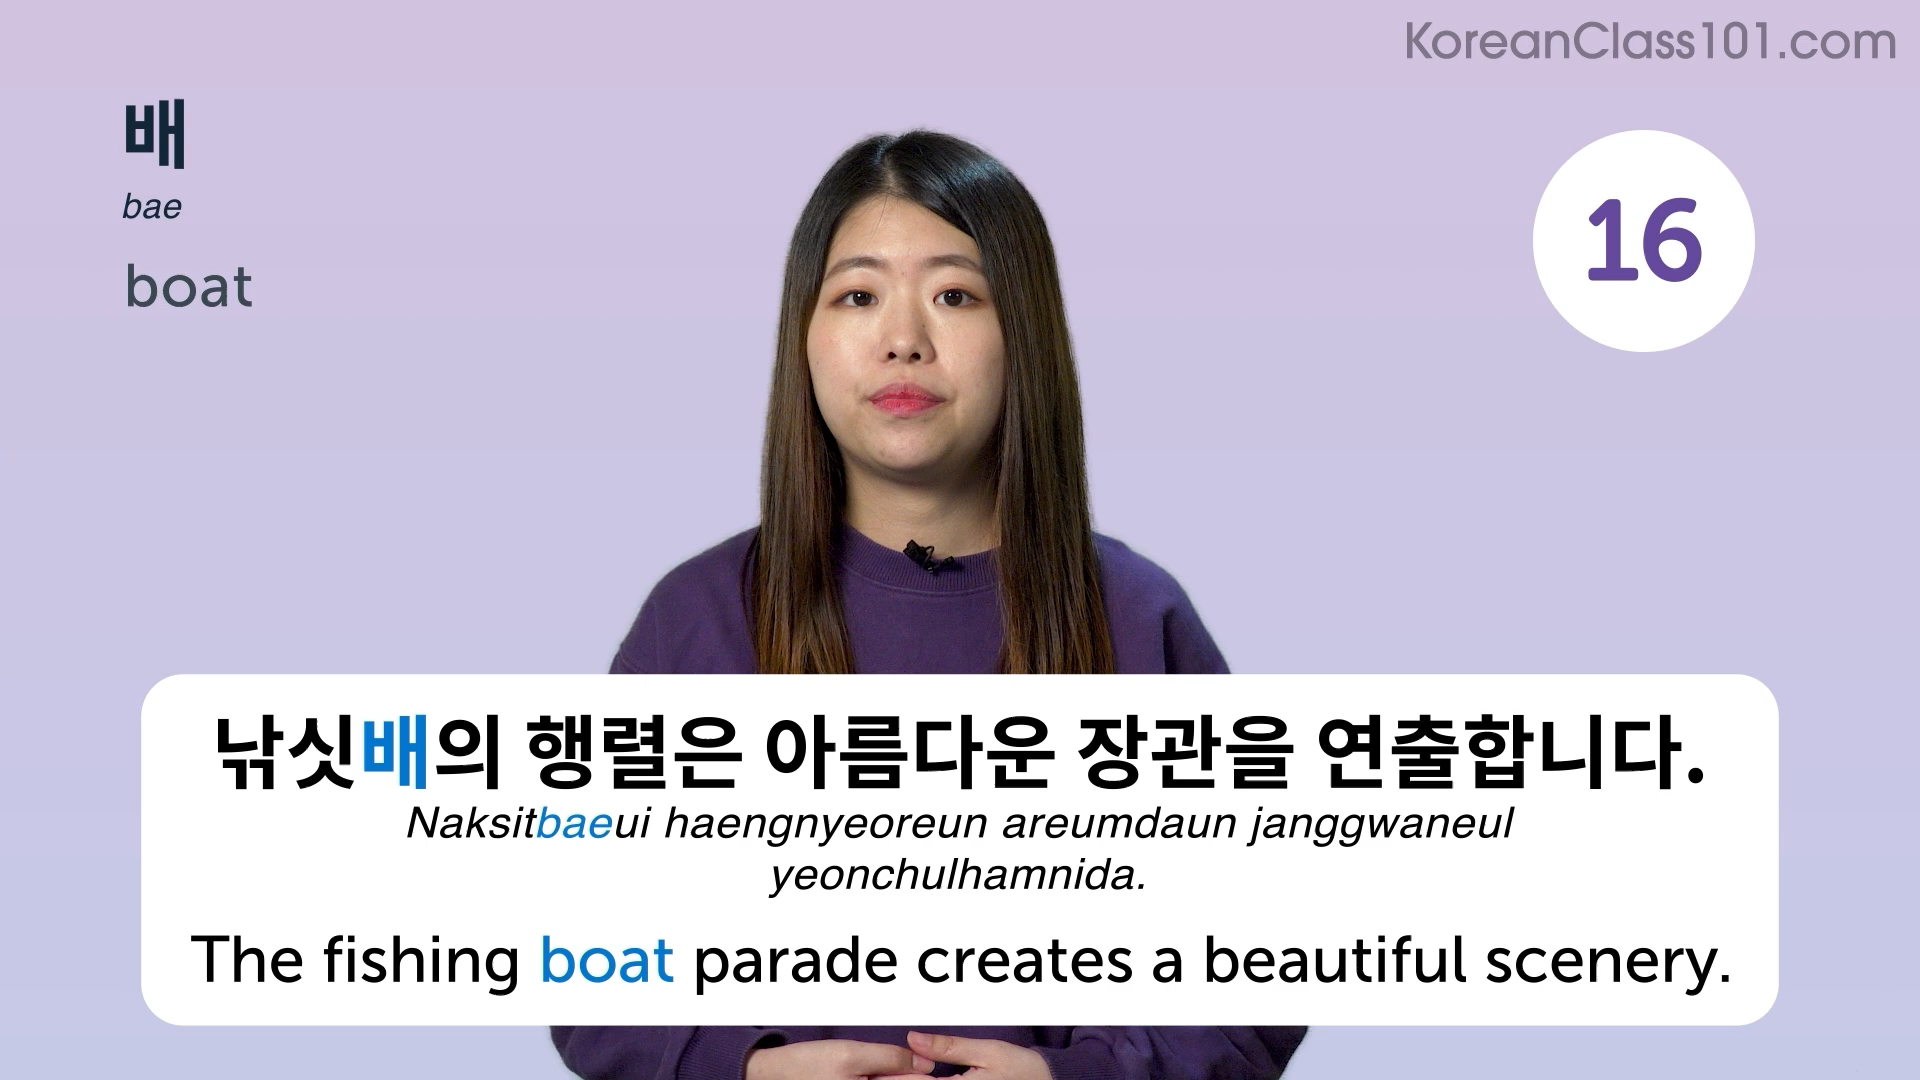 KoreanClass101.com
배
bae
boat
16
낚싯배의 행렬은 아름다운 장관을 연출합니다.
Naksitbaeui haengnyeoreun areumdaun janggwaneul
yeonchulhamnida.
The fishing boat parade creates a beautiful scenery.